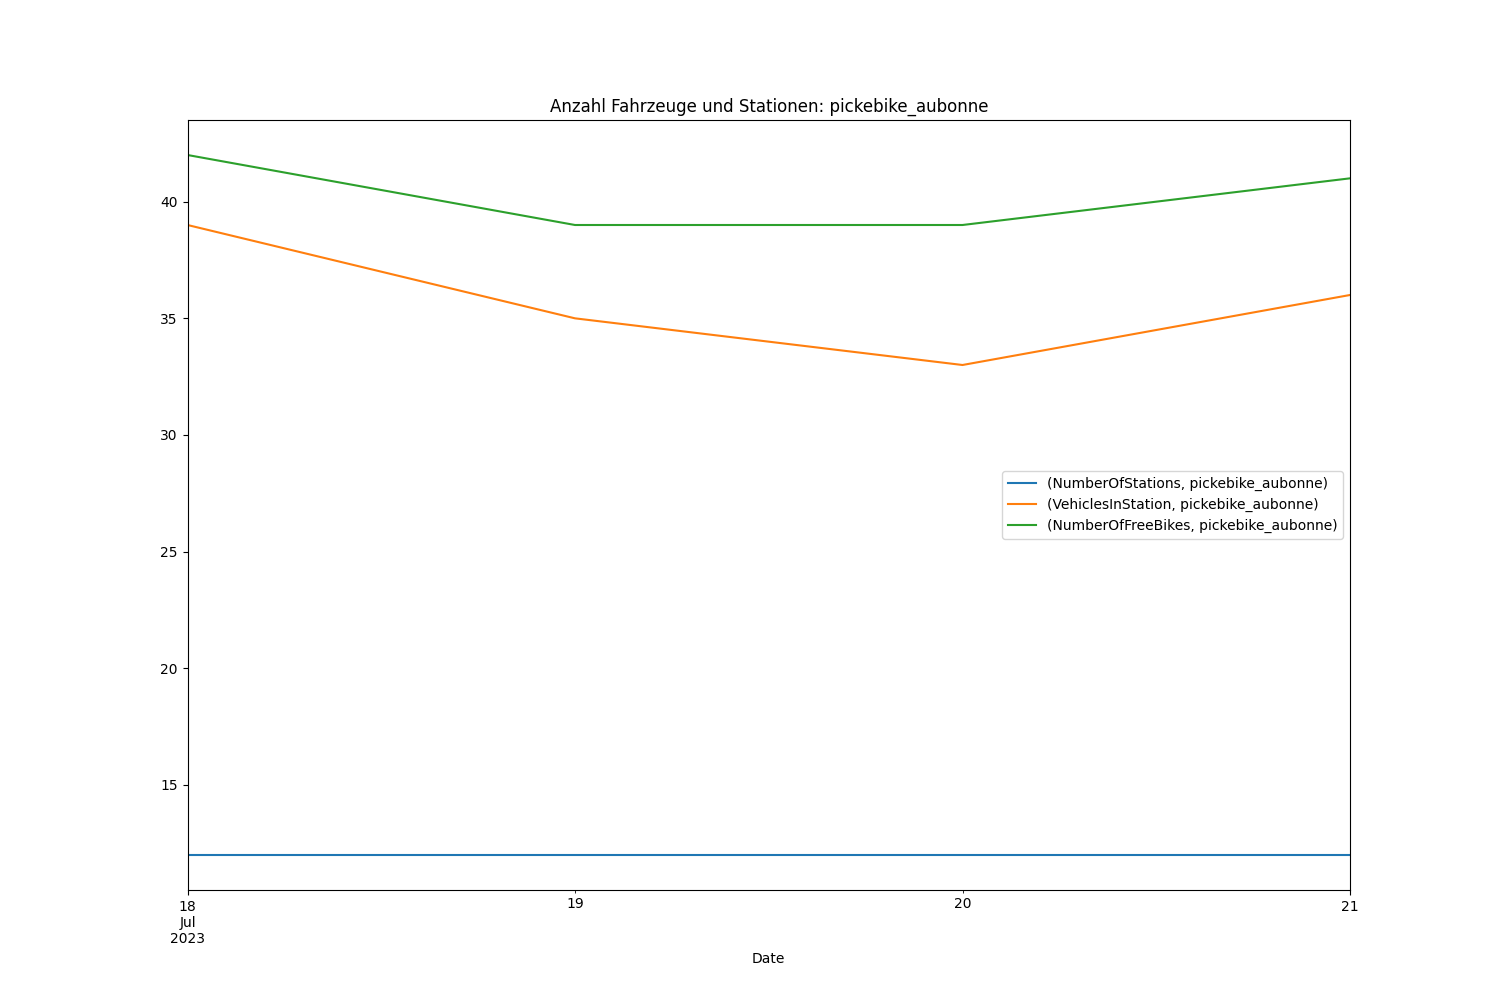 Anzahl Fahrzeuge und Stationen: pickebike_aubonne
40
35
30
25
20
15
(NumberOfStations, pickebike_aubonne)
(VehiclesInStation, pickebike_aubonne)
(NumberOfFreeBikes, pickebike_aubonne)
18 19 20 21
Jul
2023
Date